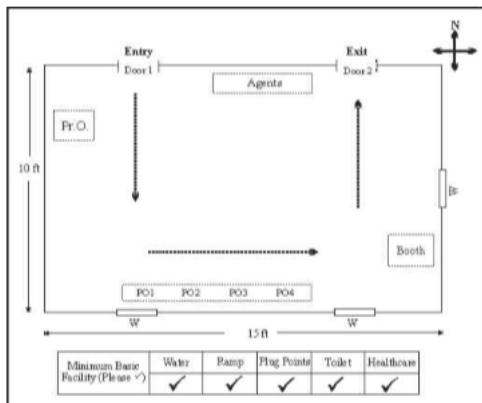 N
Entry
Exit
Door 1
Door 2
Agents
Pr.O.
10 ft
W
Booth
PO1 PO2 PO3 PO4
W
W
15 ft
Minimum Basic Facility (Please ✓) Water Ramp Plug Points Toilet Healthcare
✓ ✓ ✓ ✓ ✓